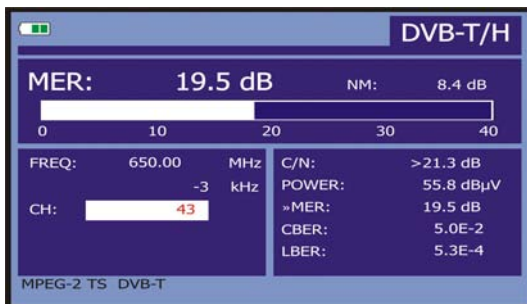 DVB-T/H
MER: 19.5 dB NM: 8.4 dB
0 10 20 30 40
FREQ: 650.00 MHz
-3 kHz
CH: 43
C/N: >21.3 dB
POWER: 55.8 dBµV
»MER: 19.5 dB
CBER: 5.0E-2
LBER: 5.3E-4
MPEG-2 TS DVB-T